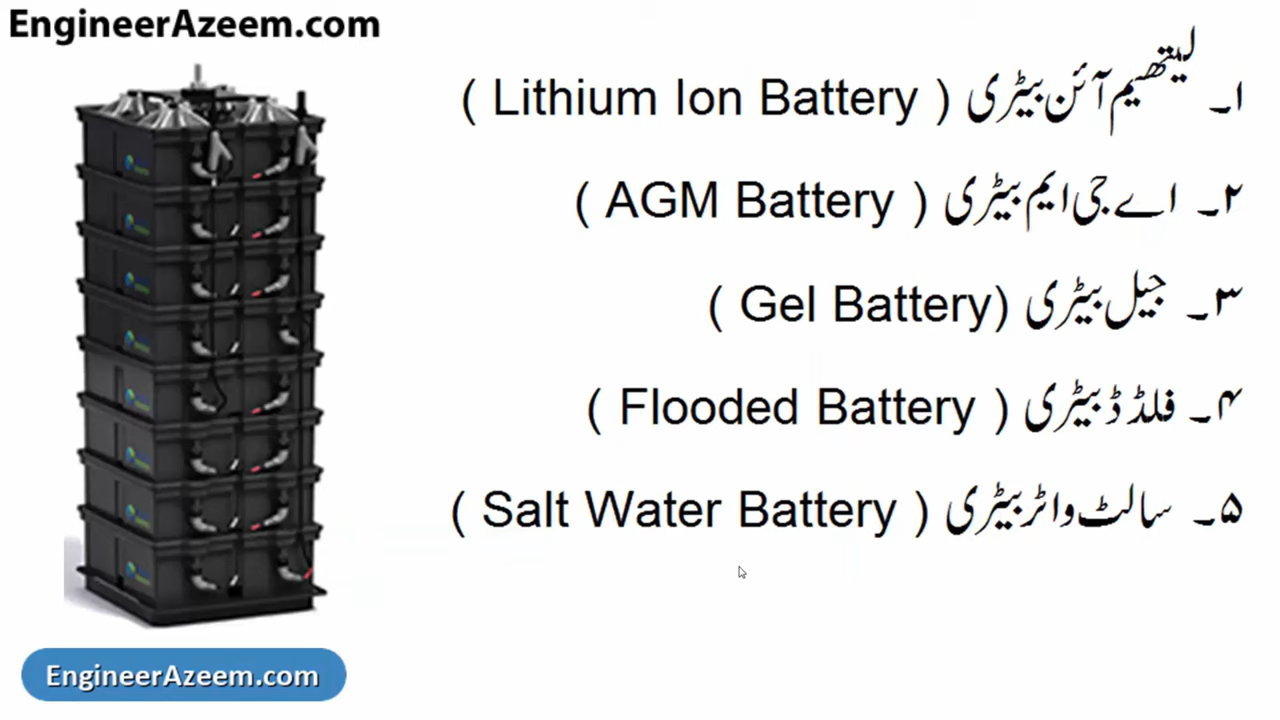 EngineerAzeem.com
۱۔ لیتھیم آئن بیٹری ( Lithium Ion Battery )
۲۔ اے جی ایم بیٹری ( AGM Battery )
۳۔ جیل بیٹری ( Gel Battery)
۴۔ فلڈڈ بیٹری ( Flooded Battery )
۵۔ سالٹ واٹر بیٹری ( Salt Water Battery )
EngineerAzeem.com